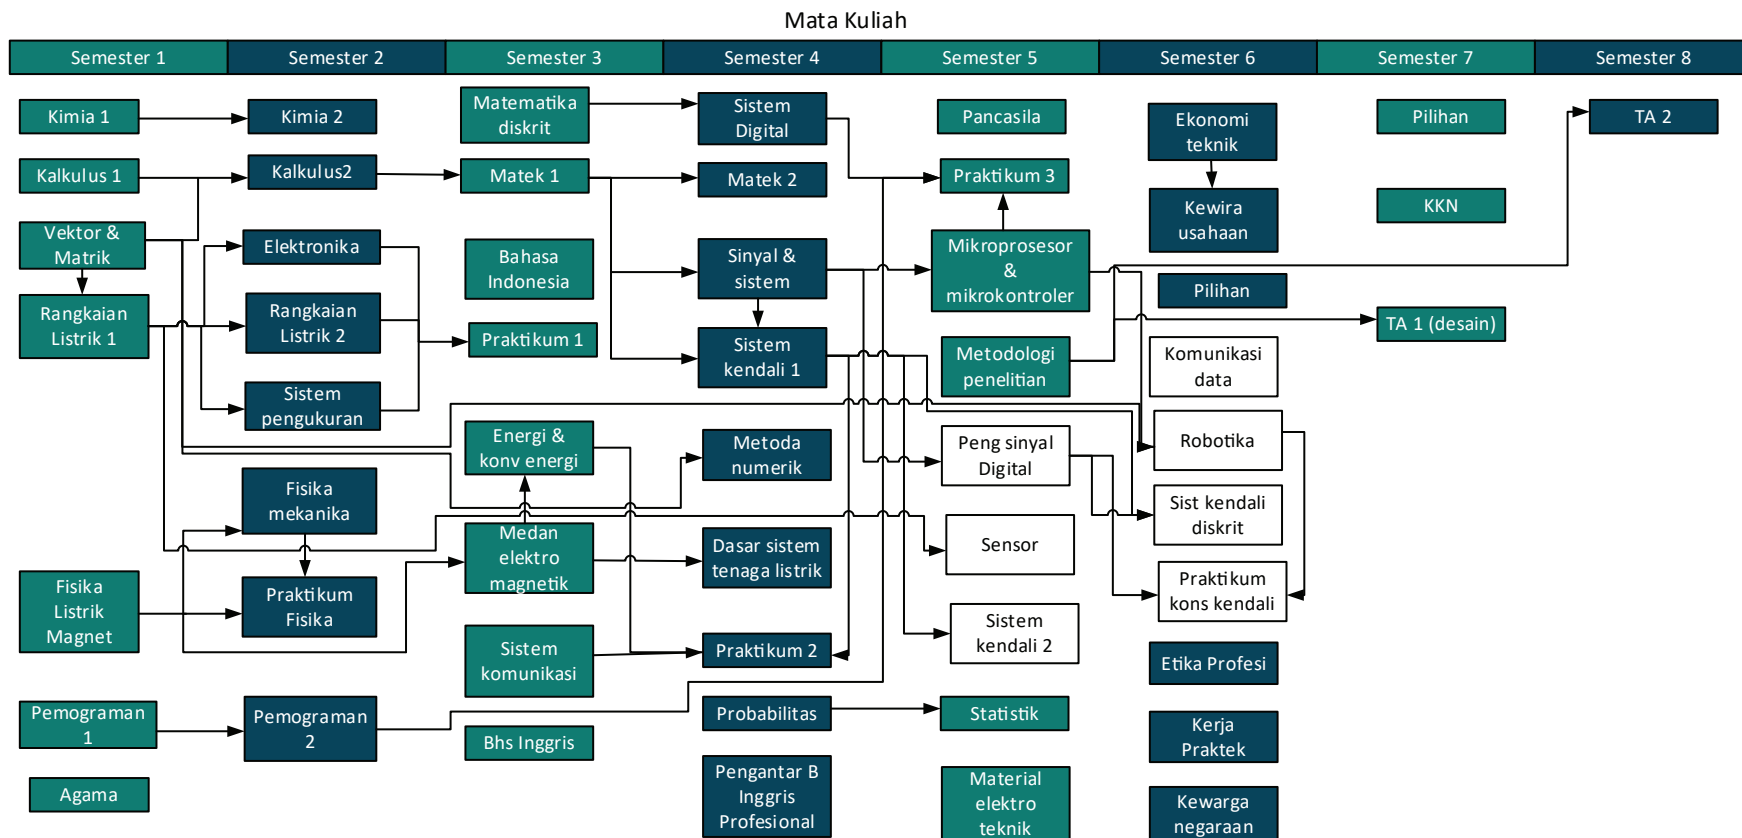 Mata Kuliah
Semester 1
Semester 2
Semester 3
Semester 4
Semester 5
Semester 6
Semester 7
Semester 8
Kimia 1
Kalkulus 1
Vektor &
Matrik
Rangkaian
Listrik 1
Fisika
Listrik
Magnet
Pemograman
1
Agama
Kimia 2
Kalkulus2
Elektronika
Rangkaian
Listrik 2
Sistem
pengukuran
Fisika
mekanika
Praktikum
Fisika
Pemograman
2
Matematika
diskrit
Matek 1
Bahasa
Indonesia
Praktikum 1
Energi &
konv energi
Medan
elektro
magnetik
Sistem
komunikasi
Bhs Inggris
Sistem
Digital
Matek 2
Sinyal &
sistem
Sistem
kendali 1
Metoda
numerik
Dasar sistem
tenaga listrik
Praktikum 2
Probabilitas
Pengantar B
Inggris
Profesional
Pancasila
Praktikum 3
Mikroprosesor
&
mikrokontroler
Metodologi
penelitian
Peng sinyal
Digital
Sensor
Sistem
kendali 2
Statistik
Material
elektro
teknik
Ekonomi
teknik
Kewira
usahaan
Pilihan
Komunikasi
data
Robotika
Sist kendali
diskrit
Praktikum
kons kendali
Etika Profesi
Kerja
Praktek
Kewarga
negaraan
Pilihan
KKN
TA 1 (desain)
TA 2